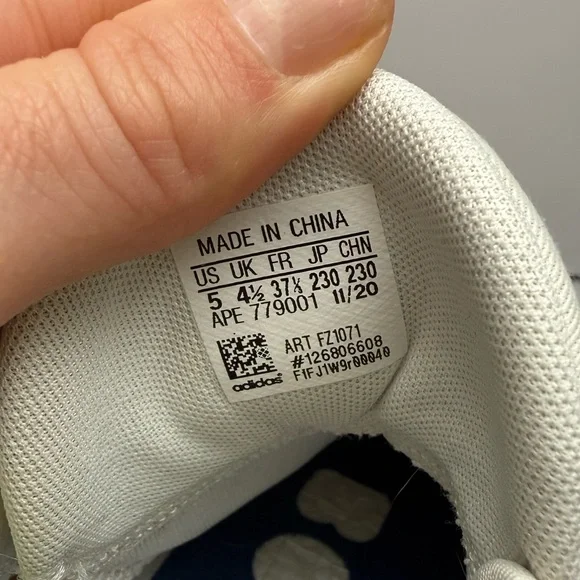 MADE IN CHINA
US UK FR JP CHN
5 4½ 37⅓ 230 230
APE 779001 11/20
ART FZ1071
#126806608
F1FJ1W9r00040
adidas